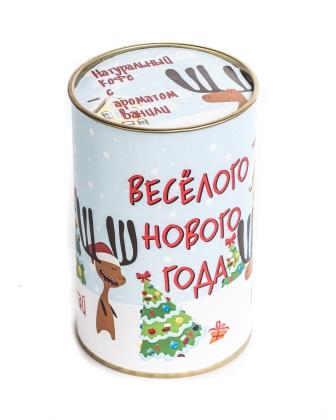 Натуральный
кофе
с
ароматом
ванили
ВЕСЁЛОГО
НОВОГО
ГОДА